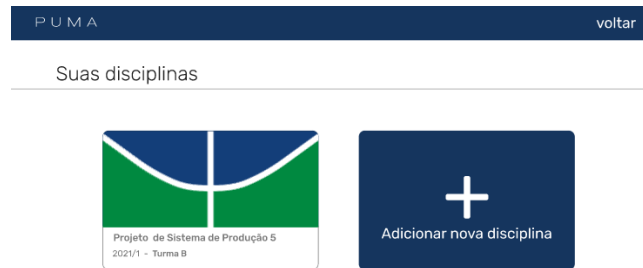 PUMA
voltar
Suas disciplinas
Projeto de Sistema de Produção 5
2021/1 - Turma B
Adicionar nova disciplina